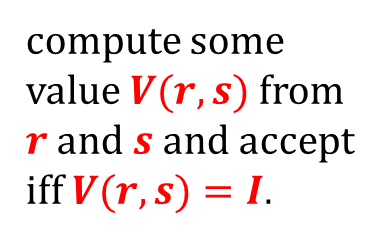 compute some
value V(r, s) from
r and s and accept
iff V(r, s) = I.